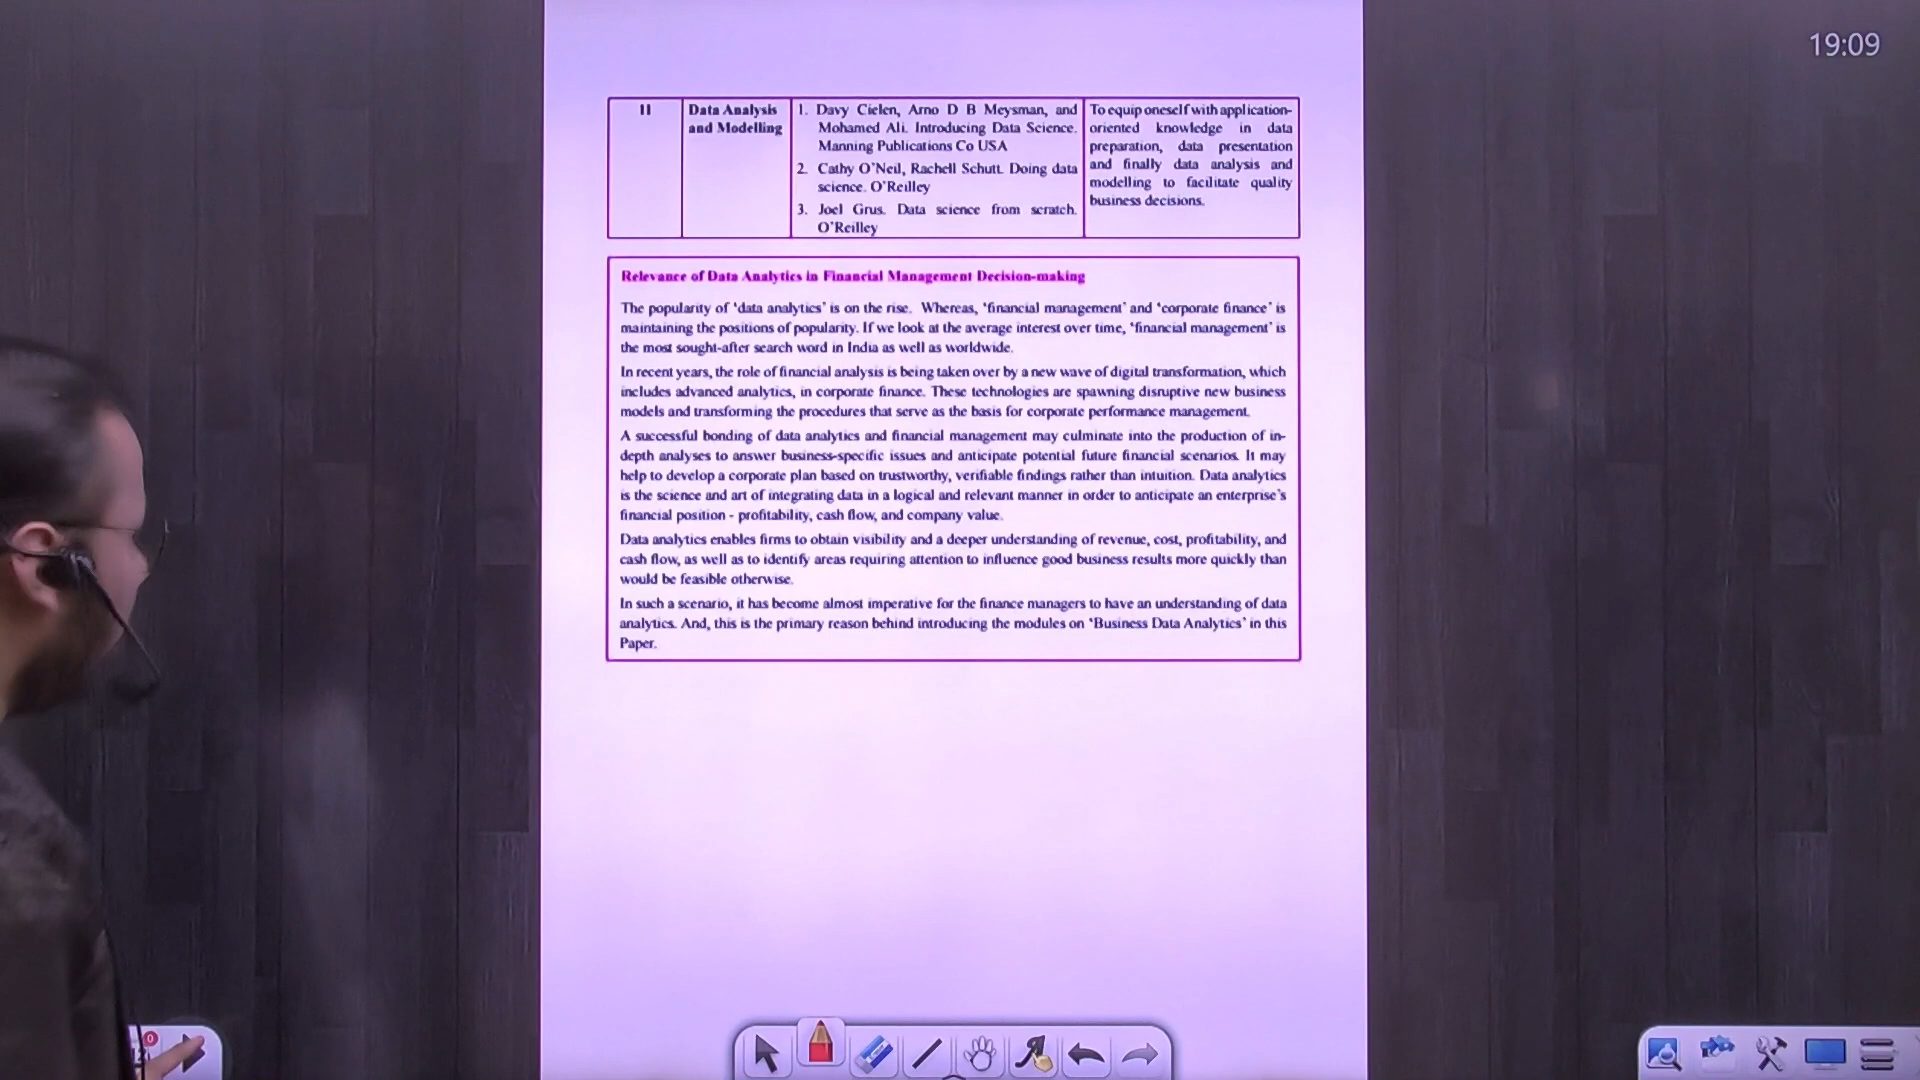 19:09
11
Data Analysis
and Modelling
1. Davy Cielen, Arno D B Meysman, and
Mohamed Ali. Introducing Data Science.
Manning Publications Co USA
2. Cathy O'Neil, Rachell Schutt. Doing data
science. O'Reilley
3. Joel Grus. Data science from scratch.
O'Reilley
To equip oneself with application-
oriented knowledge in data
preparation, data presentation
and finally data analysis and
modelling to facilitate quality
business decisions.
Relevance of Data Analytics in Financial Management Decision-making
The popularity of 'data analytics' is on the rise. Whereas, 'financial management' and 'corporate finance' is
maintaining the positions of popularity. If we look at the average interest over time, 'financial management' is
the most sought-after search word in India as well as worldwide.
In recent years, the role of financial analysis is being taken over by a new wave of digital transformation, which
includes advanced analytics, in corporate finance. These technologies are spawning disruptive new business
models and transforming the procedures that serve as the basis for corporate performance management.
A successful bonding of data analytics and financial management may culminate into the production of in-
depth analyses to answer business-specific issues and anticipate potential future financial scenarios. It may
help to develop a corporate plan based on trustworthy, verifiable findings rather than intuition. Data analytics
is the science and art of integrating data in a logical and relevant manner in order to anticipate an enterprise's
financial position - profitability, cash flow, and company value.
Data analytics enables firms to obtain visibility and a deeper understanding of revenue, cost, profitability, and
cash flow, as well as to identify areas requiring attention to influence good business results more quickly than
would be feasible otherwise.
In such a scenario, it has become almost imperative for the finance managers to have an understanding of data
analytics. And, this is the primary reason behind introducing the modules on 'Business Data Analytics' in this
Paper.
0